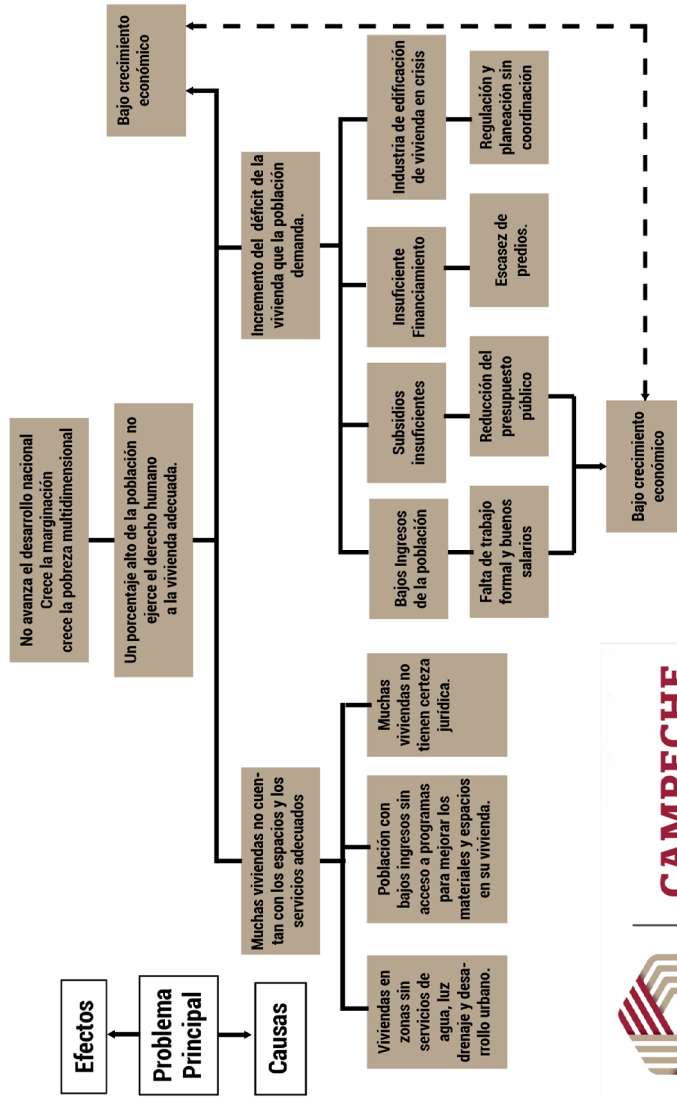 No avanza el desarrollo nacional
Crece la marginación
crece la pobreza multidimensional
Efectos
Problema
Principal
Causas
Un porcentaje alto de la población no
ejerce el derecho humano
a la vivienda adecuada.
Bajo crecimiento
económico
Muchas viviendas no cuen-
tan con los espacios y los
servicios adecuados
Incremento del déficit de la
vivienda que la población
demanda.
Viviendas en
zonas sin
servicios de
agua, luz
drenaje y desa-
rrollo urbano.
Población con
bajos ingresos sin
acceso a programas
para mejorar los
materiales y espacios
en su vivienda.
Muchas
viviendas no
tienen certeza
jurídica.
Bajos Ingresos
de la población
Subsidios
insuficientes
Insuficiente
Financiamiento
Industria de edificación
de vivienda en crisis
Falta de trabajo
formal y buenos
salarios
Reducción del
presupuesto
público
Escasez de
predios.
Regulación y
planeación sin
coordinación
Bajo crecimiento
económico
CAMPECHE